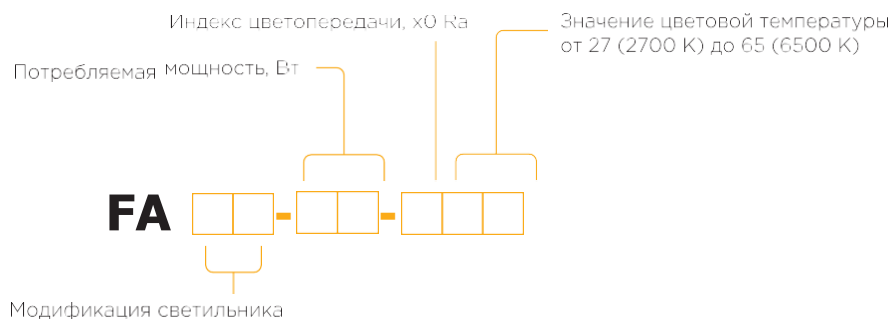 Индекс цветопередачи, х0 Ra
Значение цветовой температуры
от 27 (2700 К) до 65 (6500 К)
Потребляемая мощность, Вт
FA - -
Модификация светильника